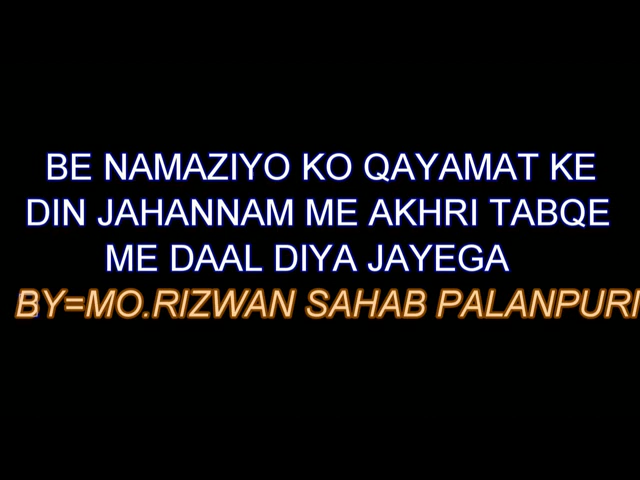 BE NAMAZIYO KO QAYAMAT KE
DIN JAHANNAM ME AKHRI TABQE
ME DAAL DIYA JAYEGA
BY=MO.RIZWAN SAHAB PALANPURI